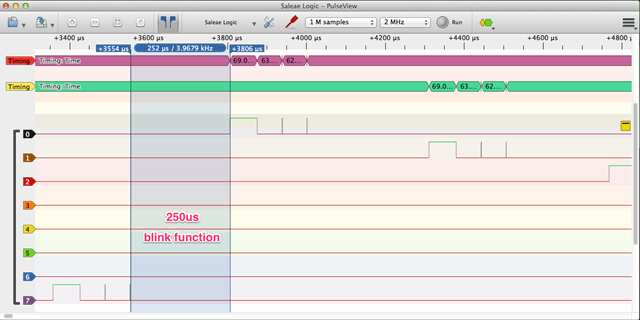 Saleae Logic - PulseView
Saleae Logic
1 M samples
2 MHz
Run
+3400 µs
+3600 µs
+3800 µs
+4000 µs
+4200 µs
+4400 µs
+4600 µs
+4800 µs
+3554 µs
252 µs / 3.9679 kHz
+3806 µs
Timing
Timing: Time
69.0...
63....
62....
Timing
Timing: Time
69.0...
63....
62....
0
1
2
3
4
5
6
7
250us
blink function